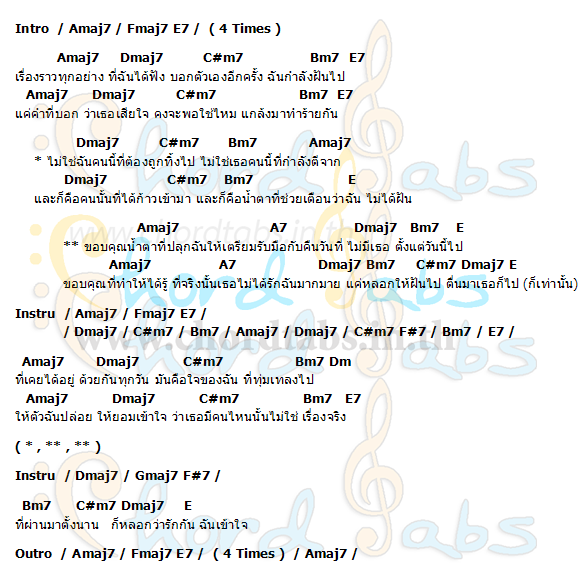 Intro / Amaj7 / Fmaj7 E7 / ( 4 Times )
Amaj7 Dmaj7 C#m7 Bm7 E7
เรื่องราวทุกอย่าง ที่ฉันได้ฟัง บอกตัวเองอีกครั้ง ฉันกำลังฝันไป
Amaj7 Dmaj7 C#m7 Bm7 E7
แค่คำที่บอก ว่าเธอเสียใจ คงจะพอใช่ไหม แกล้งมาทำร้ายกัน
Dmaj7 C#m7 Bm7 Amaj7
* ไม่ใช่ฉันคนนี้ที่ต้องถูกทิ้งไป ไม่ใช่เธอคนนี้ที่กำลังดีจาก
Dmaj7 C#m7 Bm7 E
และก็คือคนนั้นที่ได้ก้าวเข้ามา และก็คือน้ำตาที่ช่วยเตือนว่าฉัน ไม่ได้ฝัน
Amaj7 A7 Dmaj7 Bm7 E
** ขอบคุณน้ำตาที่ปลุกฉันให้เตรียมรับมือกับคืนวันที่ ไม่มีเธอ ตั้งแต่วันนี้ไป
Amaj7 A7 Dmaj7 Bm7 C#m7 Dmaj7 E
ขอบคุณที่ทำให้ได้รู้ ที่จริงนั้นเธอไม่ได้รักฉันมากมาย แค่หลอกให้ฝันไป ตื่นมาเธอก็ไป (ก็เท่านั้น)
Instru / Amaj7 / Fmaj7 E7 /
/ Dmaj7 / C#m7 / Bm7 / Amaj7 / Dmaj7 / C#m7 F#7 / Bm7 / E7 /
Amaj7 Dmaj7 C#m7 Bm7 Dm
ที่เคยได้อยู่ ด้วยกันทุกวัน มันคือใจของฉัน ที่ทุ่มเทลงไป
Amaj7 Dmaj7 C#m7 Bm7 E7
ให้ตัวฉันปล่อย ให้ยอมเข้าใจ ว่าเธอมีคนไหนนั้นไม่ใช่ เรื่องจริง
( * , ** , ** )
Instru / Dmaj7 / Gmaj7 F#7 /
Bm7 C#m7 Dmaj7 E
ที่ผ่านมาตั้งนาน ก็หลอกว่ารักกัน ฉันเข้าใจ
Outro / Amaj7 / Fmaj7 E7 / ( 4 Times ) / Amaj7 /
www.chordtabs.in.th
Chord Tabs
www.chordtabs.in.th